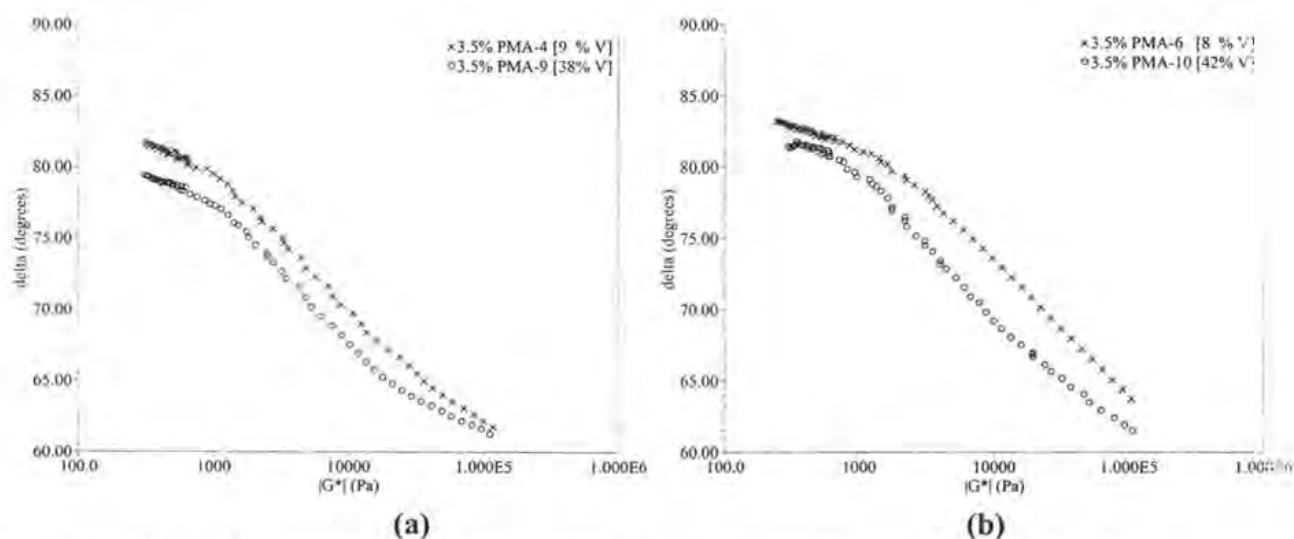 90.00
85.00
80.00
75.00
70.00
65.00
60.00
delta (degrees)
×3.5% PMA-4 [9 % V]
○3.5% PMA-9 [38% V]
100.0 1000 10000 1.000E5 1.000E6
|G*| (Pa)
(a)
90.00
85.00
80.00
75.00
70.00
65.00
60.00
delta (degrees)
×3.5% PMA-6 [8 % V]
○3.5% PMA-10 [42% V]
100.0 1000 10000 1.000E5
|G*| (Pa)
(b)